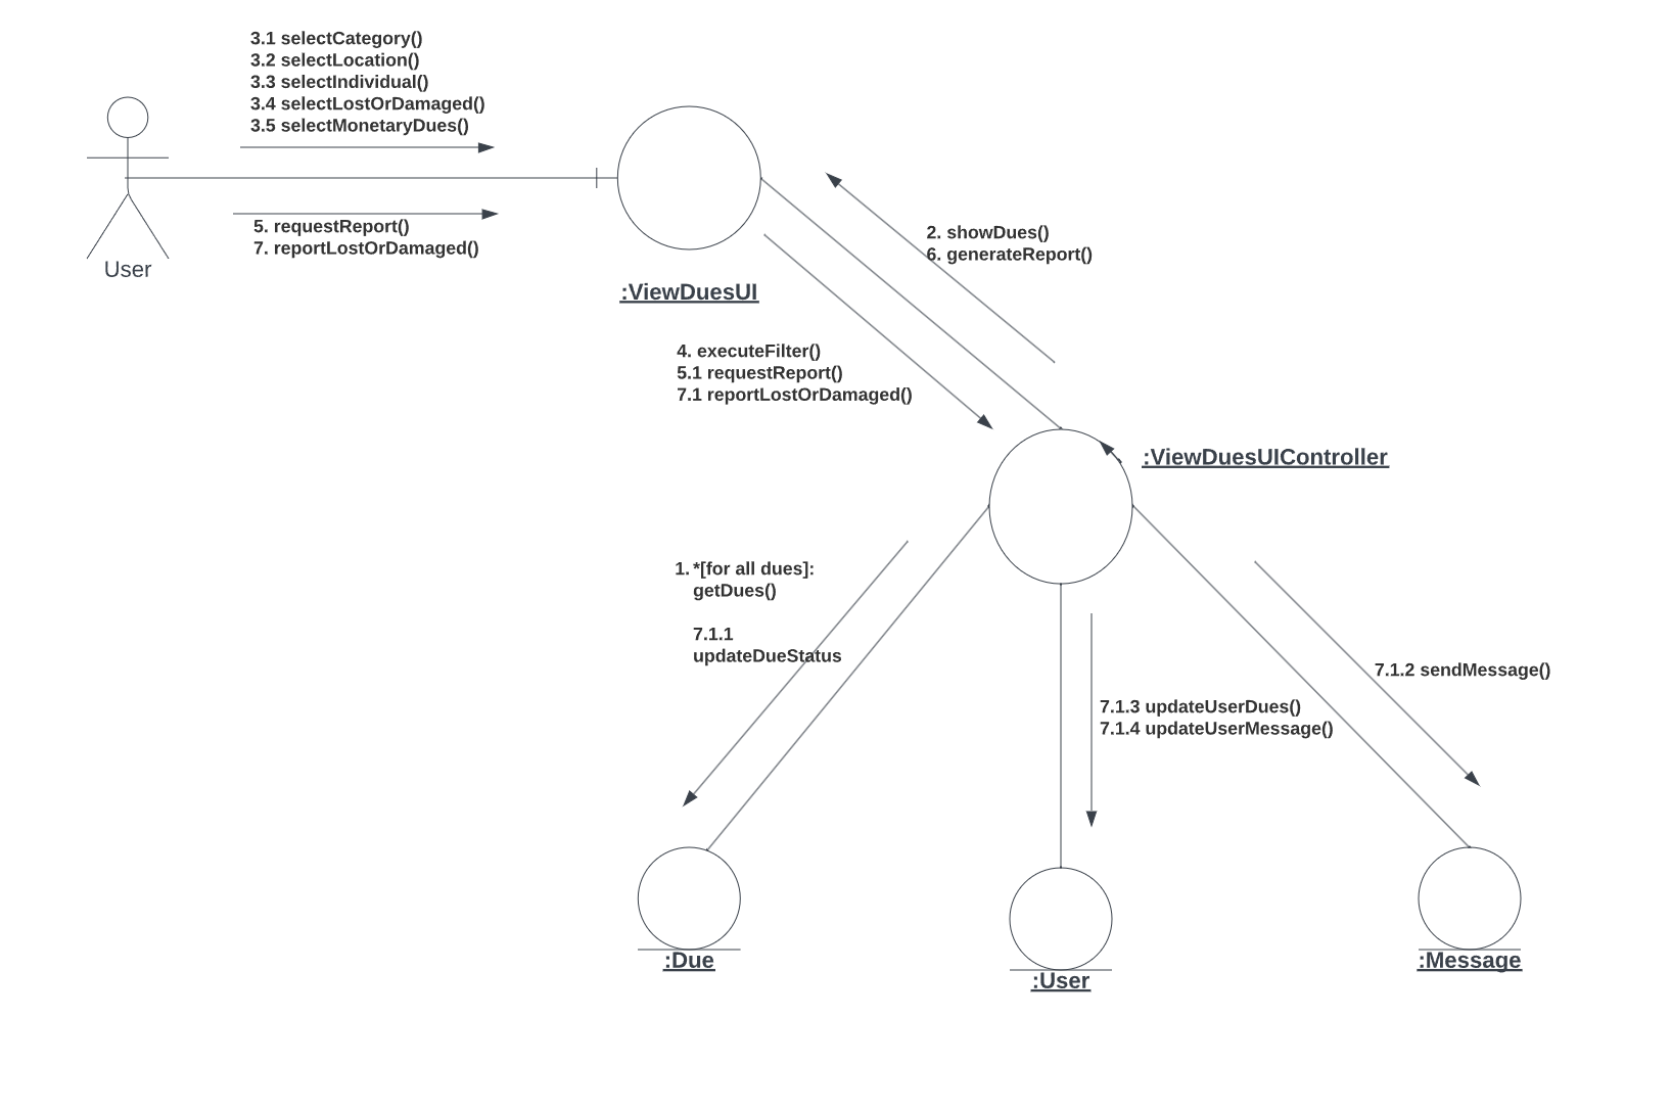 3.1 selectCategory()
3.2 selectLocation()
3.3 selectIndividual()
3.4 selectLostOrDamaged()
3.5 selectMonetaryDues()
5. requestReport()
7. reportLostOrDamaged()
User
:ViewDuesUI
2. showDues()
6. generateReport()
4. executeFilter()
5.1 requestReport()
7.1 reportLostOrDamaged()
:ViewDuesUIController
1. *[for all dues]:
getDues()
7.1.1
updateDueStatus
7.1.3 updateUserDues()
7.1.4 updateUserMessage()
7.1.2 sendMessage()
:Due
:User
:Message